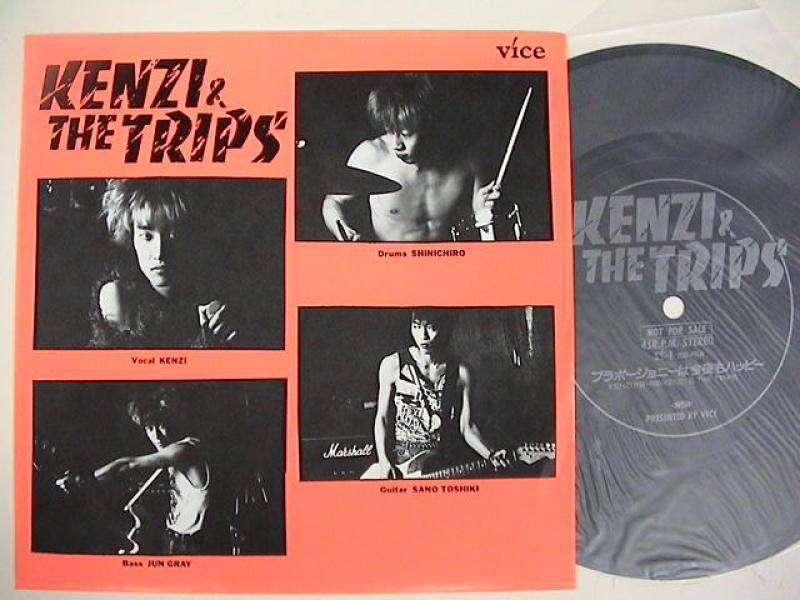 vice
KENZI &
THE TRIPS
Drums SHINICHIRO
Vocal KENZI
Marshall
Guitar SANO TOSHIKI
Bass JUN GRAY
KENZI &
THE TRIPS
NOT FOR SALE
45R.P.M. STEREO
ブラボージョニーは今夜もハッピー
PRESENTED BY VICE